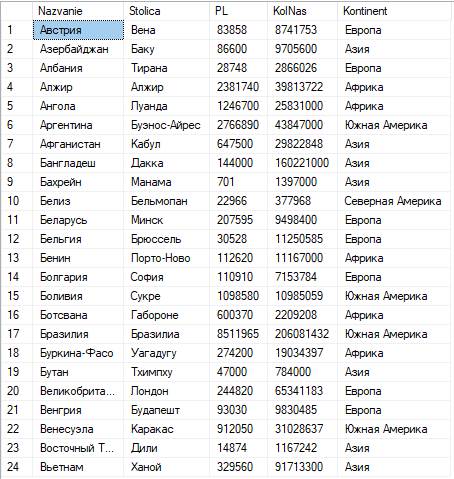 Nazvanie Stolica PL KolNas Kontinent
1 Австрия Вена 83858 8741753 Европа
2 Азербайджан Баку 86600 9705600 Азия
3 Албания Тирана 28748 2866026 Европа
4 Алжир Алжир 2381740 39813722 Африка
5 Ангола Луанда 1246700 25831000 Африка
6 Аргентина Буэнос-Айрес 2766890 43847000 Южная Америка
7 Афганистан Кабул 647500 29822848 Азия
8 Бангладеш Дакка 144000 160221000 Азия
9 Бахрейн Манама 701 1397000 Азия
10 Белиз Бельмопан 22966 377968 Северная Америка
11 Беларусь Минск 207595 9498400 Европа
12 Бельгия Брюссель 30528 11250585 Европа
13 Бенин Порто-Ново 112620 11167000 Африка
14 Болгария София 110910 7153784 Европа
15 Боливия Сукре 1098580 10985059 Южная Америка
16 Ботсвана Габороне 600370 2209208 Африка
17 Бразилия Бразилиа 8511965 206081432 Южная Америка
18 Буркина-Фасо Уагадугу 274200 19034397 Африка
19 Бутан Тхимпху 47000 784000 Азия
20 Великобрита... Лондон 244820 65341183 Европа
21 Венгрия Будапешт 93030 9830485 Европа
22 Венесуэла Каракас 912050 31028637 Южная Америка
23 Восточный Т... Дили 14874 1167242 Азия
24 Вьетнам Ханой 329560 91713300 Азия